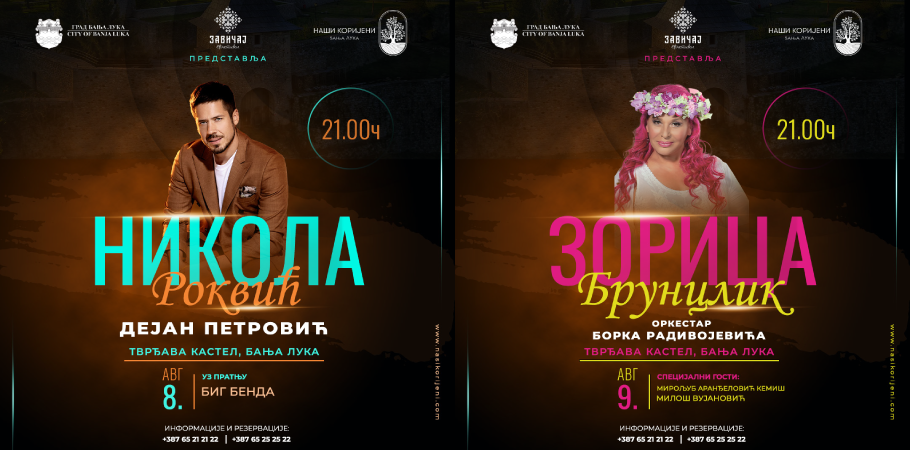 ГРАД БАЊА ЛУКА
CITY OF BANJA LUKA
ЗАВИЧАЈ
НАШИ КОРИЈЕНИ
БАЊА ЛУКА
ПРЕДСТАВЉА
21.00ч
НИКОЛА
Роквић
ДЕЈАН ПЕТРОВИЋ
ТВРЂАВА КАСТЕЛ, БАЊА ЛУКА
АВГ
8.
УЗ ПРАТЊУ
БИГ БЕНДА
ИНФОРМАЦИЈЕ И РЕЗЕРВАЦИЈЕ:
+387 65 21 21 22 | +387 65 25 25 22
www.nasikorijeni.com
ГРАД БАЊА ЛУКА
CITY OF BANJA LUKA
ЗАВИЧАЈ
НАШИ КОРИЈЕНИ
БАЊА ЛУКА
ПРЕДСТАВЉА
21.00ч
ЗОРИЦА
Брунцлик
ОРКЕСТАР
БОРКА РАДИВОЈЕВИЋА
ТВРЂАВА КАСТЕЛ, БАЊА ЛУКА
АВГ
9.
СПЕЦИЈАЛНИ ГОСТИ:
МИРОЉУБ АРАНЂЕЛОВИЋ КЕМИШ
МИЛОШ ВУЈАНОВИЋ
ИНФОРМАЦИЈЕ И РЕЗЕРВАЦИЈЕ:
+387 65 21 21 22 | +387 65 25 25 22
www.nasikorijeni.com